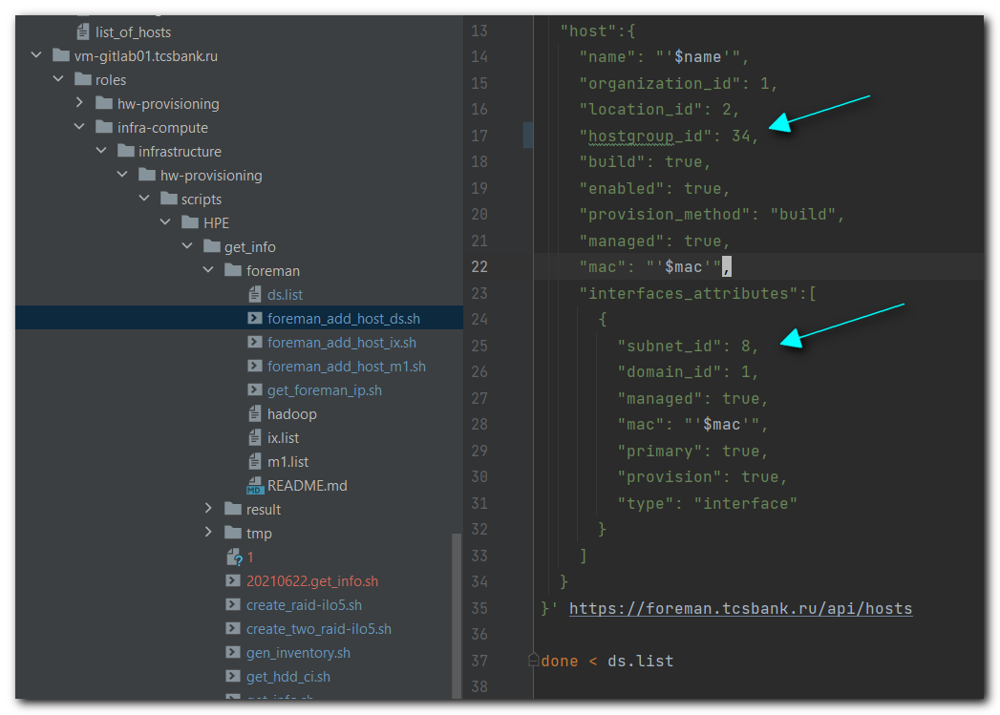 list_of_hosts
vm-gitlab01.tcsbank.ru
roles
hw-provisioning
infra-compute
infrastructure
hw-provisioning
scripts
HPE
get_info
foreman
ds.list
foreman_add_host_ds.sh
foreman_add_host_ix.sh
foreman_add_host_m1.sh
get_foreman_ip.sh
hadoop
ix.list
m1.list
MD README.md
result
tmp
? 1
20210622.get_info.sh
create_raid-ilo5.sh
create_two_raid-ilo5.sh
gen_inventory.sh
get_hdd_ci.sh
get_info.sh
13 "host":{
14 "name": "'$name'",
15 "organization_id": 1,
16 "location_id": 2,
17 "hostgroup_id": 34,
18 "build": true,
19 "enabled": true,
20 "provision_method": "build",
21 "managed": true,
22 "mac": "'$mac'",
23 "interfaces_attributes":[
24 {
25 "subnet_id": 8,
26 "domain_id": 1,
27 "managed": true,
28 "mac": "'$mac'",
29 "primary": true,
30 "provision": true,
31 "type": "interface"
32 }
33 ]
34 }
35 }' https://foreman.tcsbank.ru/api/hosts
36
37 done < ds.list
38